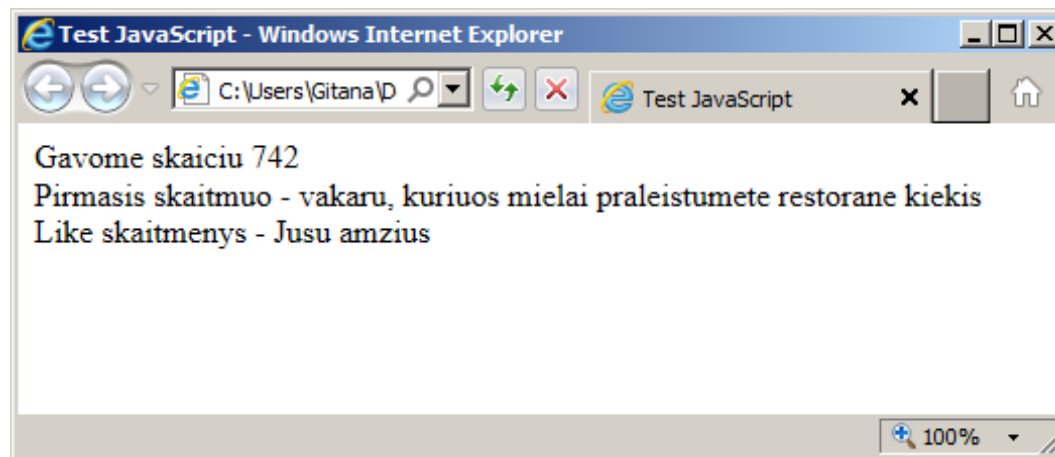 Test JavaScript - Windows Internet Explorer
C:\Users\Gitana\D
Test JavaScript
Gavome skaiciu 742
Pirmasis skaitmuo - vakaru, kuriuos mielai praleistumete restorane kiekis
Like skaitmenys - Jusu amzius
100%